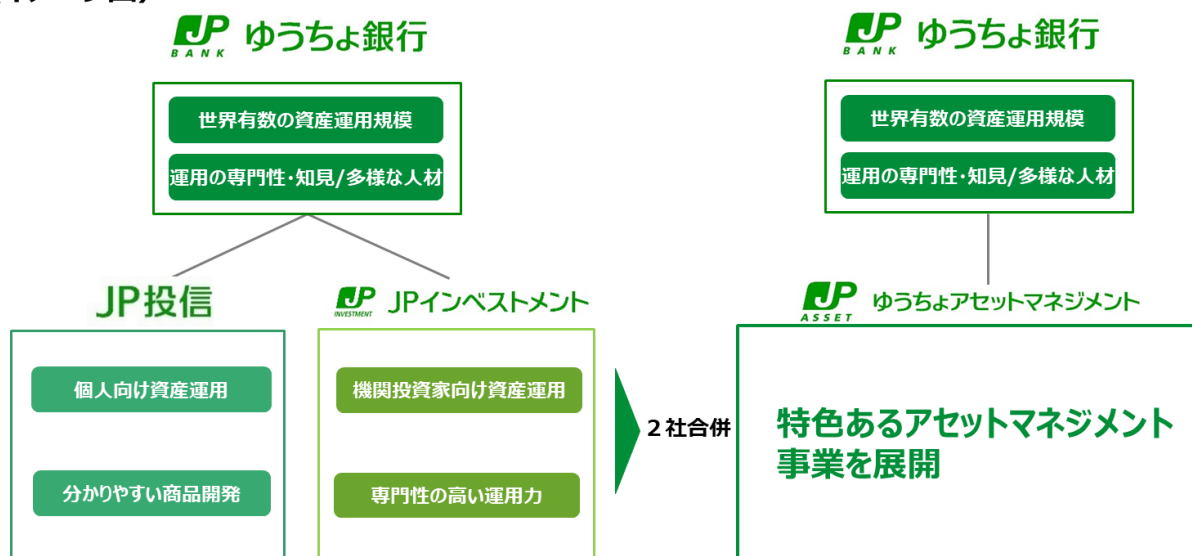 JP
BANK
ゆうちょ銀行
世界有数の資産運用規模
運用の専門性・知見/多様な人材
JP投信
個人向け資産運用
分かりやすい商品開発
JP
INVESTMENT
JPインベストメント
機関投資家向け資産運用
専門性の高い運用力
2社合併
JP
BANK
ゆうちょ銀行
世界有数の資産運用規模
運用の専門性・知見/多様な人材
JP
ASSET
ゆうちょアセットマネジメント
特色あるアセットマネジメント
事業を展開